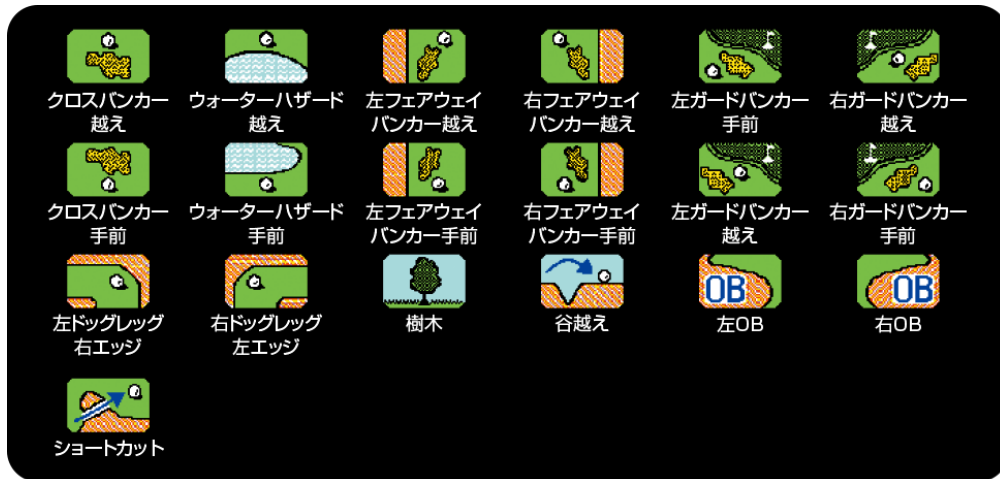 クロスバンカー
越え
ウォーターハザード
越え
左フェアウェイ
バンカー越え
右フェアウェイ
バンカー越え
左ガードバンカー
手前
右ガードバンカー
越え
クロスバンカー
手前
ウォーターハザード
手前
左フェアウェイ
バンカー手前
右フェアウェイ
バンカー手前
左ガードバンカー
越え
右ガードバンカー
手前
左ドッグレッグ
右エッジ
右ドッグレッグ
左エッジ
樹木
谷越え
OB
左OB
OB
右OB
ショートカット